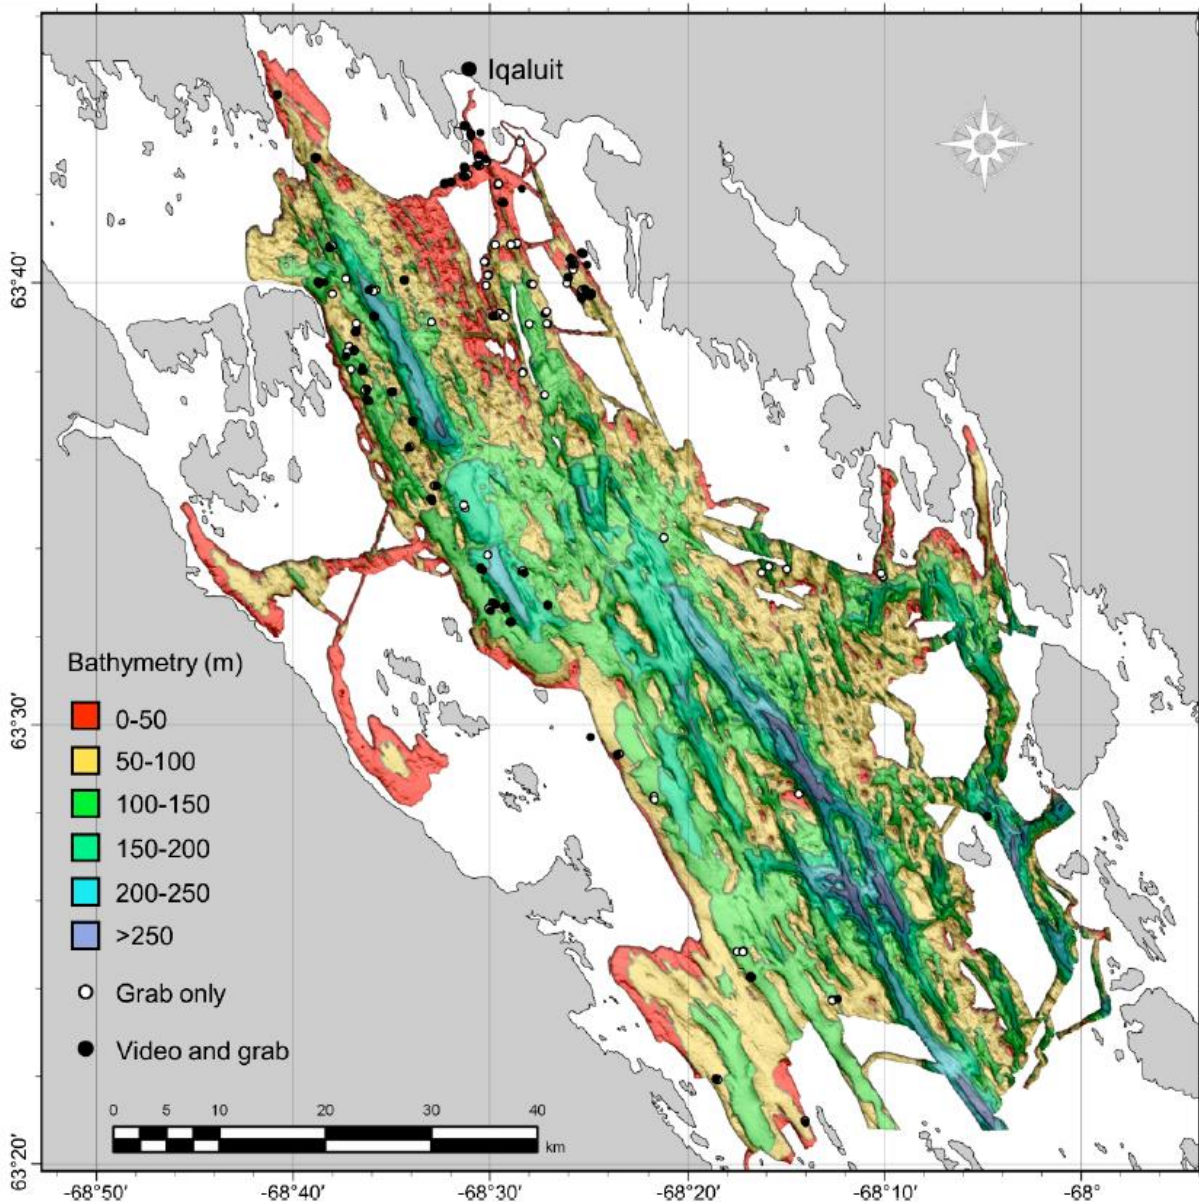 Iqaluit
63°40′
63°30′
63°20′
Bathymetry (m)
0-50
50-100
100-150
150-200
200-250
>250
Grab only
Video and grab
0 5 10 20 30 40
km
-68°50′ -68°40′ -68°30′ -68°20′ -68°10′ -68°